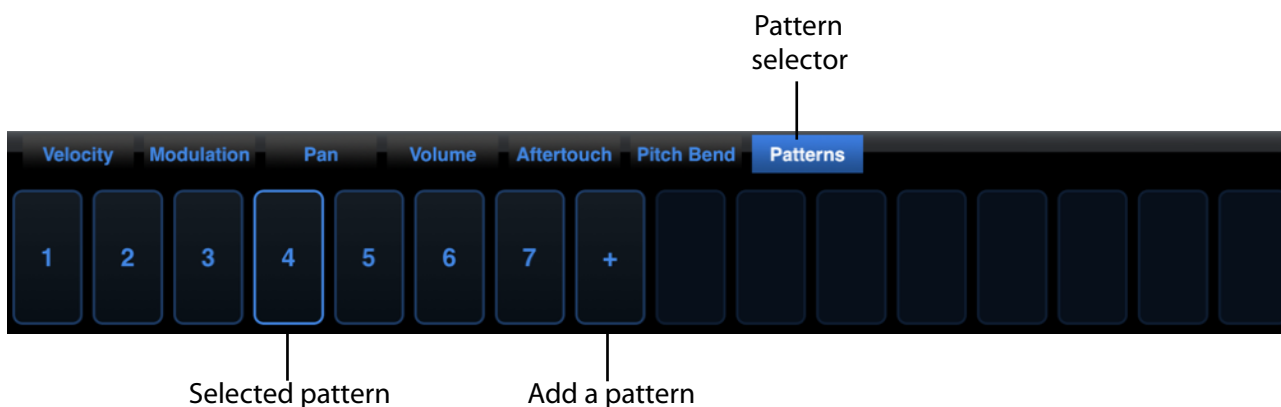 Pattern
selector
Velocity Modulation Pan Volume Aftertouch Pitch Bend Patterns
1 2 3 4 5 6 7 +
Selected pattern Add a pattern